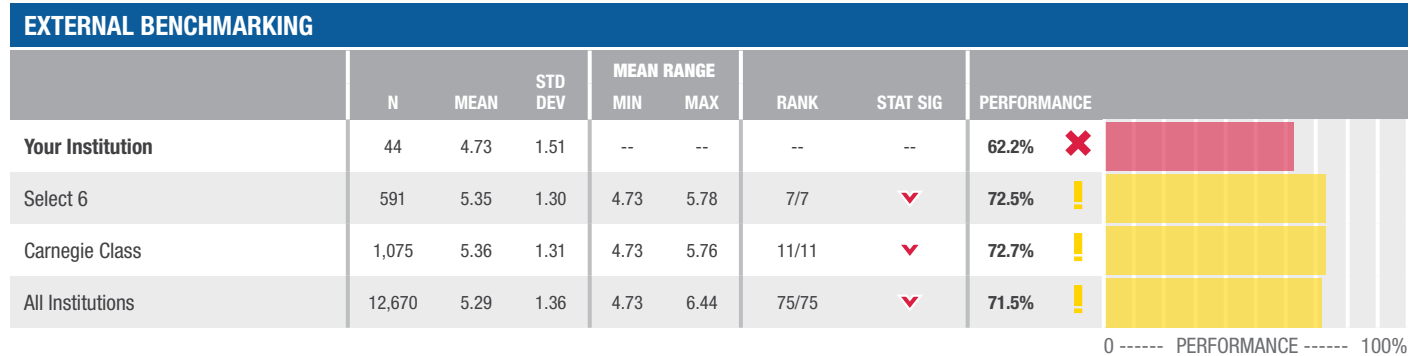 EXTERNAL BENCHMARKING
N MEAN STD DEV MEAN RANGE MIN MAX RANK STAT SIG PERFORMANCE
Your Institution 44 4.73 1.51 -- -- -- -- 62.2%
Select 6 591 5.35 1.30 4.73 5.78 7/7 72.5%
Carnegie Class 1,075 5.36 1.31 4.73 5.76 11/11 72.7%
All Institutions 12,670 5.29 1.36 4.73 6.44 75/75 71.5%
0 ------ PERFORMANCE ------ 100%